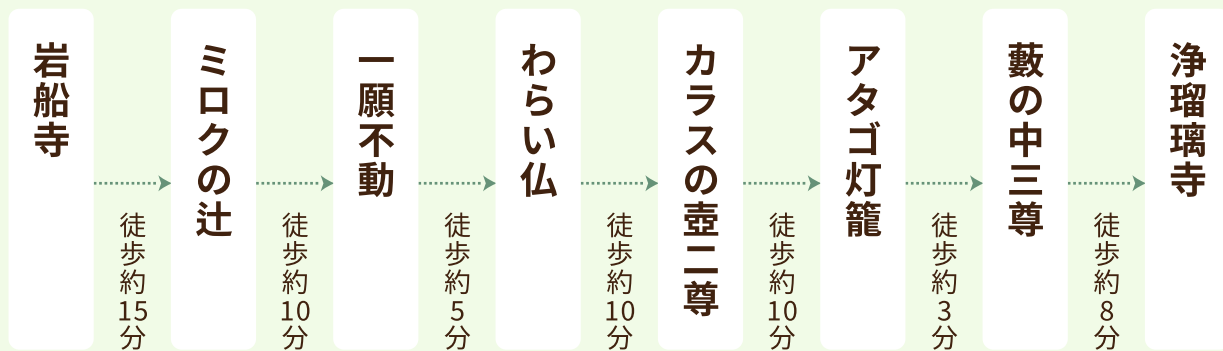 岩船寺
徒歩約15分
ミロクの辻
徒歩約10分
一願不動
徒歩約5分
わらい仏
徒歩約10分
カラスの壺二尊
徒歩約10分
アタゴ灯籠
徒歩約3分
藪の中三尊
徒歩約8分
浄瑠璃寺